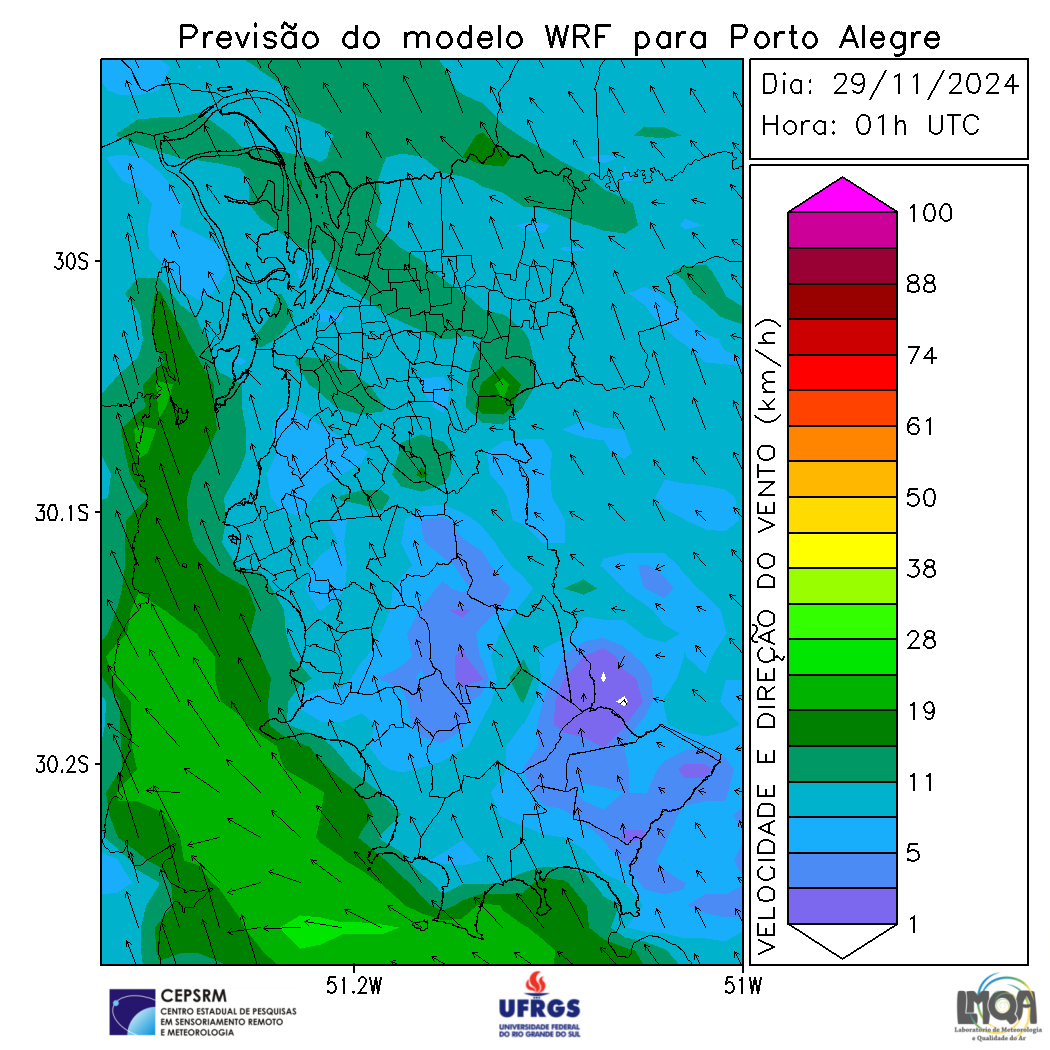 Previsão do modelo WRF para Porto Alegre
Dia: 29/11/2024
Hora: 01h UTC
30S
30.1S
30.2S
51.2W
51W
VELOCIDADE E DIREÇÃO DO VENTO (km/h)
100
88
74
61
50
38
28
19
11
5
1
CEPSRM
CENTRO ESTADUAL DE PESQUISAS
EM SENSORIAMENTO REMOTO
E METEOROLOGIA
UFRGS
UNIVERSIDADE FEDERAL
DO RIO GRANDE DO SUL
LMQA
Laboratório de Meteorologia
e Qualidade do Ar